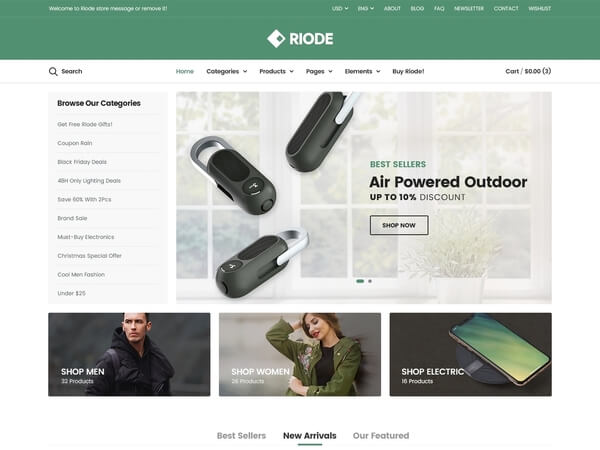 Welcome to Riode store message or remove it!
USD ENG ABOUT BLOG FAQ NEWSLETTER CONTACT WISHLIST
RIODE
Search
Home Categories Products Pages Elements Buy Riode!
Cart / $0.00 (3)
Browse Our Categories
Get Free Riode Gifts!
Coupon Rain
Black Friday Deals
48H Only Lighting Deals
Save 60% With 2Pcs
Brand Sale
Must-Buy Electronics
Christmas Special Offer
Cool Men Fashion
Under $25
BEST SELLERS
Air Powered Outdoor
UP TO 10% DISCOUNT
SHOP NOW
SHOP MEN
32 Products
SHOP WOMEN
26 Products
SHOP ELECTRIC
16 Products
Best Sellers New Arrivals Our Featured